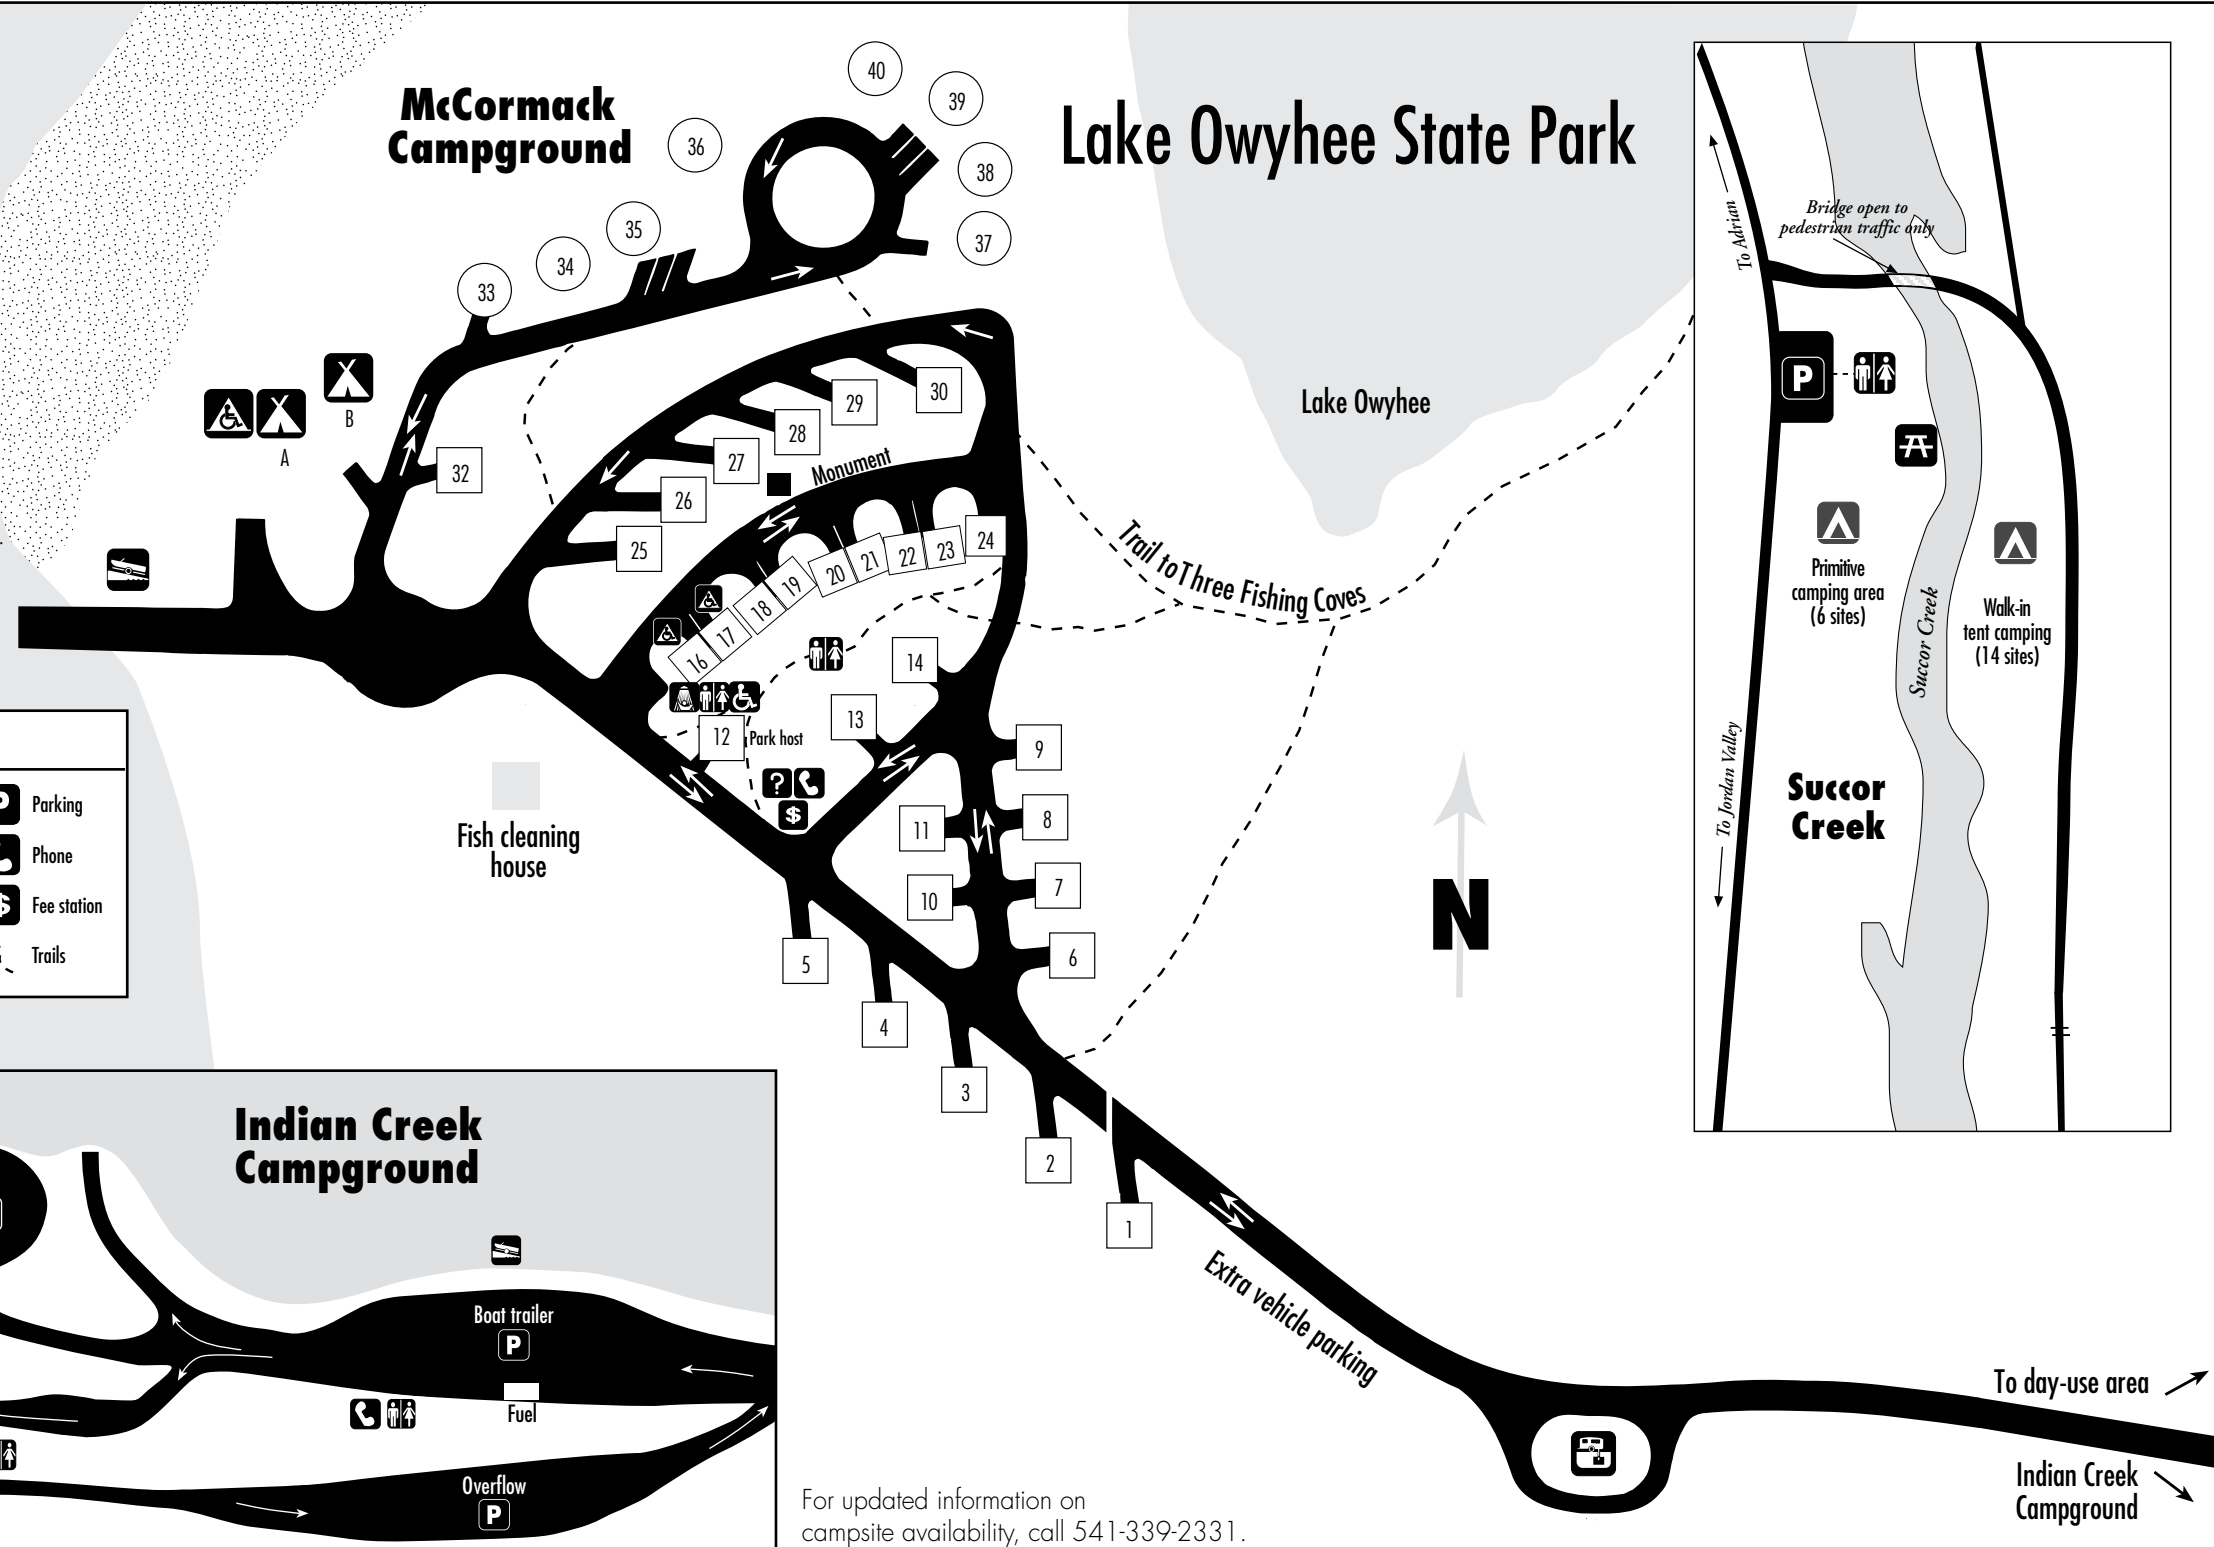 McCormack
Campground
Lake Owyhee State Park
40
39
36
38
35
37
34
33
B
A
32
30
29
28
27
26
25
Monument
24
23
22
21
20
19
18
17
16
14
13
12
Park host
?
$
9
8
11
7
10
6
5
4
3
2
1
Lake Owyhee
Trail to Three Fishing Coves
Fish cleaning
house
N
Extra vehicle parking
To day-use area
Indian Creek
Campground
P
Parking
Phone
$
Fee station
Trails
Indian Creek
Campground
Boat trailer
P
Fuel
Overflow
P
For updated information on
campsite availability, call 541-339-2331.
To Adrian
Bridge open to
pedestrian traffic only
P
Primitive
camping area
(6 sites)
Succor Creek
Walk-in
tent camping
(14 sites)
To Jordan Valley
Succor
Creek